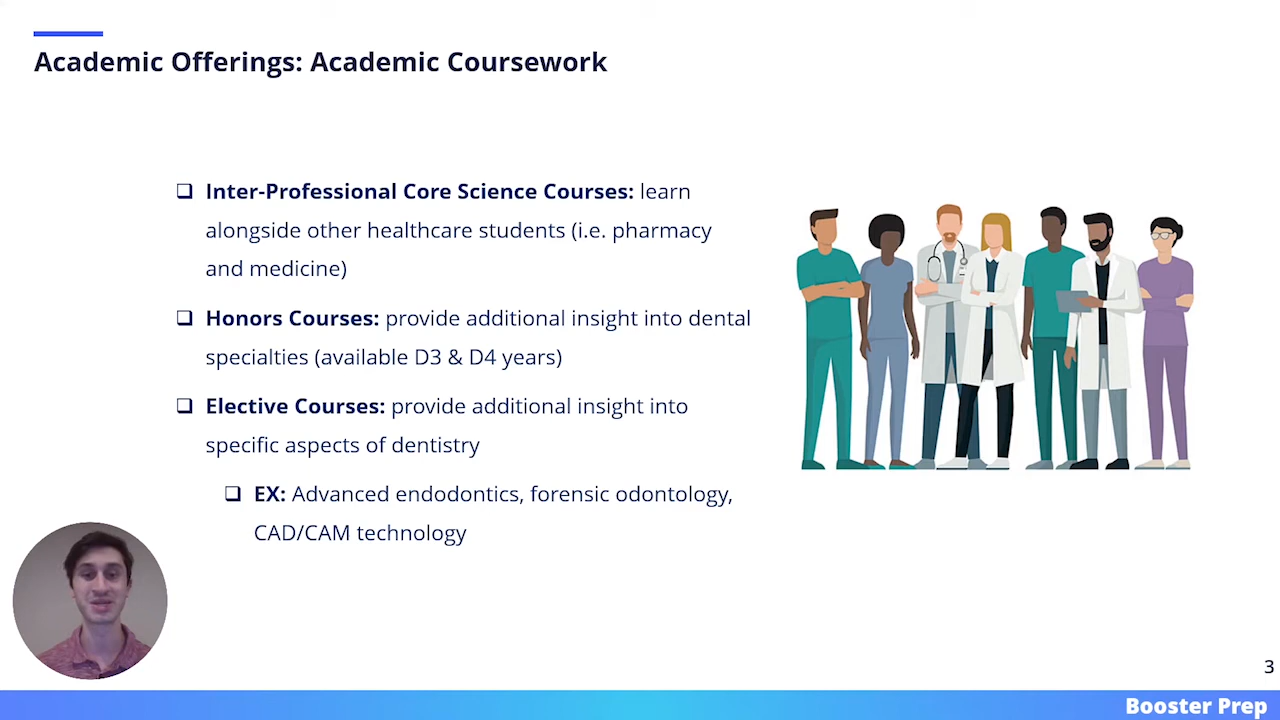 Academic Offerings: Academic Coursework
❑ Inter-Professional Core Science Courses: learn
alongside other healthcare students (i.e. pharmacy
and medicine)
❑ Honors Courses: provide additional insight into dental
specialties (available D3 & D4 years)
❑ Elective Courses: provide additional insight into
specific aspects of dentistry
❑ EX: Advanced endodontics, forensic odontology,
CAD/CAM technology
3
Booster Prep